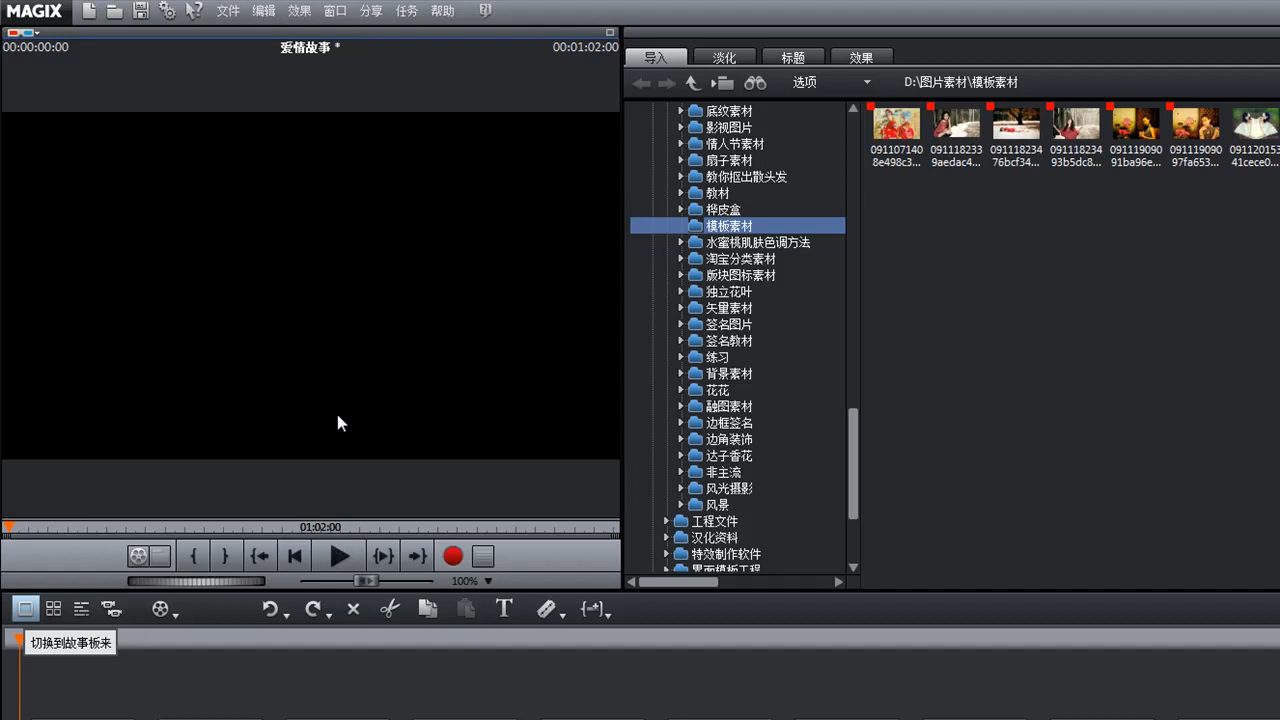 MAGIX
文件 编辑 效果 窗口 分享 任务 帮助
00:00:00:00
爱情故事 *
00:01:02:00
导入 淡化 标题 效果
选项
D:\图片素材\模板素材
底纹素材
影视图片
情人节素材
扇子素材
教你抠出散头发
教材
桦皮盒
模板素材
水蜜桃肌肤色调方法
淘宝分类素材
版块图标素材
独立花叶
矢量素材
签名图片
签名教材
练习
背景素材
花花
融图素材
边框签名
边角装饰
达子香花
非主流
风光摄影
风景
工程文件
汉化资料
特效制作软件
界面模板工程
091107140 091118233 091118234 091118234 091119090 091119090 091120153
8e498c3... 9aedac4... 76bcf34... 93b5dc8... 91ba96e... 97fa653... 41cece0...
01:02:00
100%
切换到故事板来